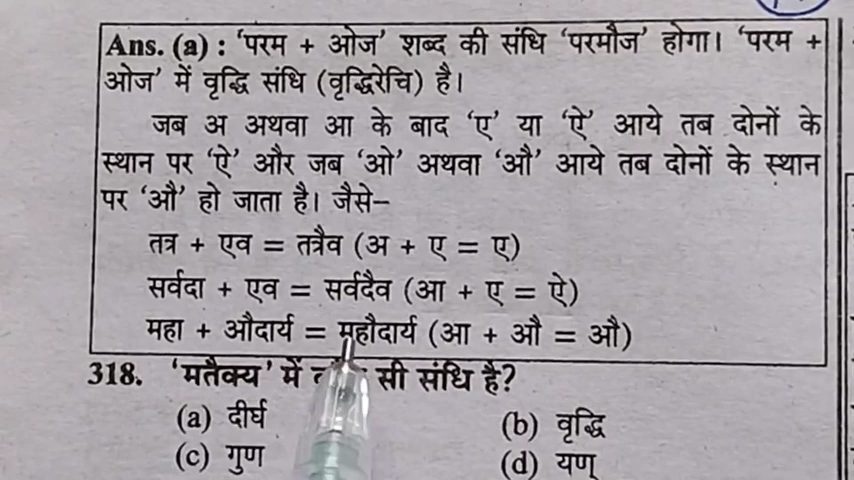 Ans. (a) : 'परम + ओज' शब्द की संधि 'परमौज' होगा। 'परम +
ओज' में वृद्धि संधि (वृद्धिरेचि) है।
जब अ अथवा आ के बाद 'ए' या 'ऐ' आये तब दोनों के
स्थान पर 'ऐ' और जब 'ओ' अथवा 'औ' आये तब दोनों के स्थान
पर 'औ' हो जाता है। जैसे–
तत्र + एव = तत्रैव (अ + ए = ए)
सर्वदा + एव = सर्वदैव (आ + ए = ऐ)
महा + औदार्य = महौदार्य (आ + औ = औ)
318. 'मतैक्य' में सी संधि है?
(a) दीर्घ (b) वृद्धि
(c) गुण (d) यण्